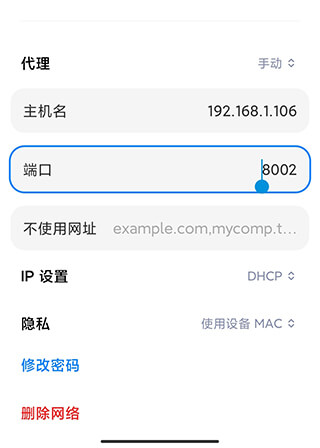 代理 手动
主机名 192.168.1.106
端口 8002
不使用网址 example.com,mycomp.t...
IP 设置 DHCP
隐私 使用设备 MAC
修改密码
删除网络